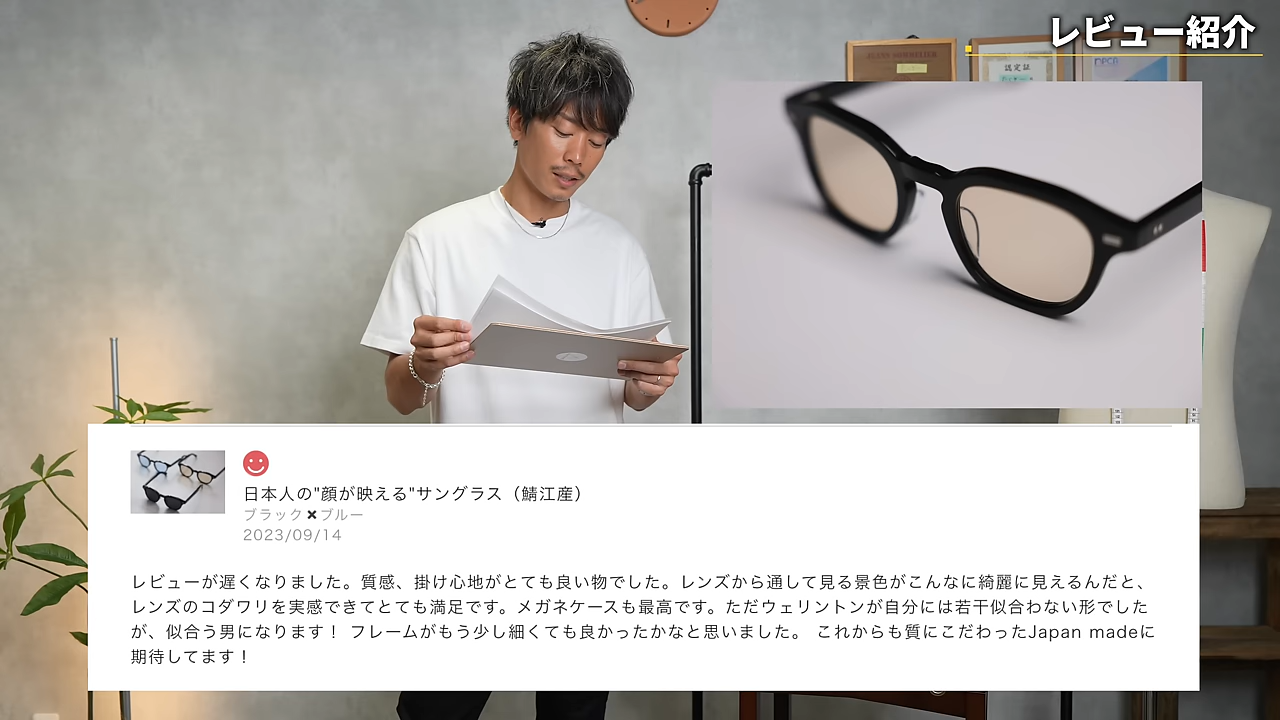 レビュー紹介
認定証
日本人の"顔が映える"サングラス（鯖江産）
ブラック✖ブルー
2023/09/14
レビューが遅くなりました。質感、掛け心地がとても良い物でした。レンズから通して見る景色がこんなに綺麗に見えるんだと、
レンズのコダワリを実感できてとても満足です。メガネケースも最高です。ただウェリントンが自分には若干似合わない形でした
が、似合う男になります！ フレームがもう少し細くても良かったかなと思いました。 これからも質にこだわったJapan madeに
期待してます！